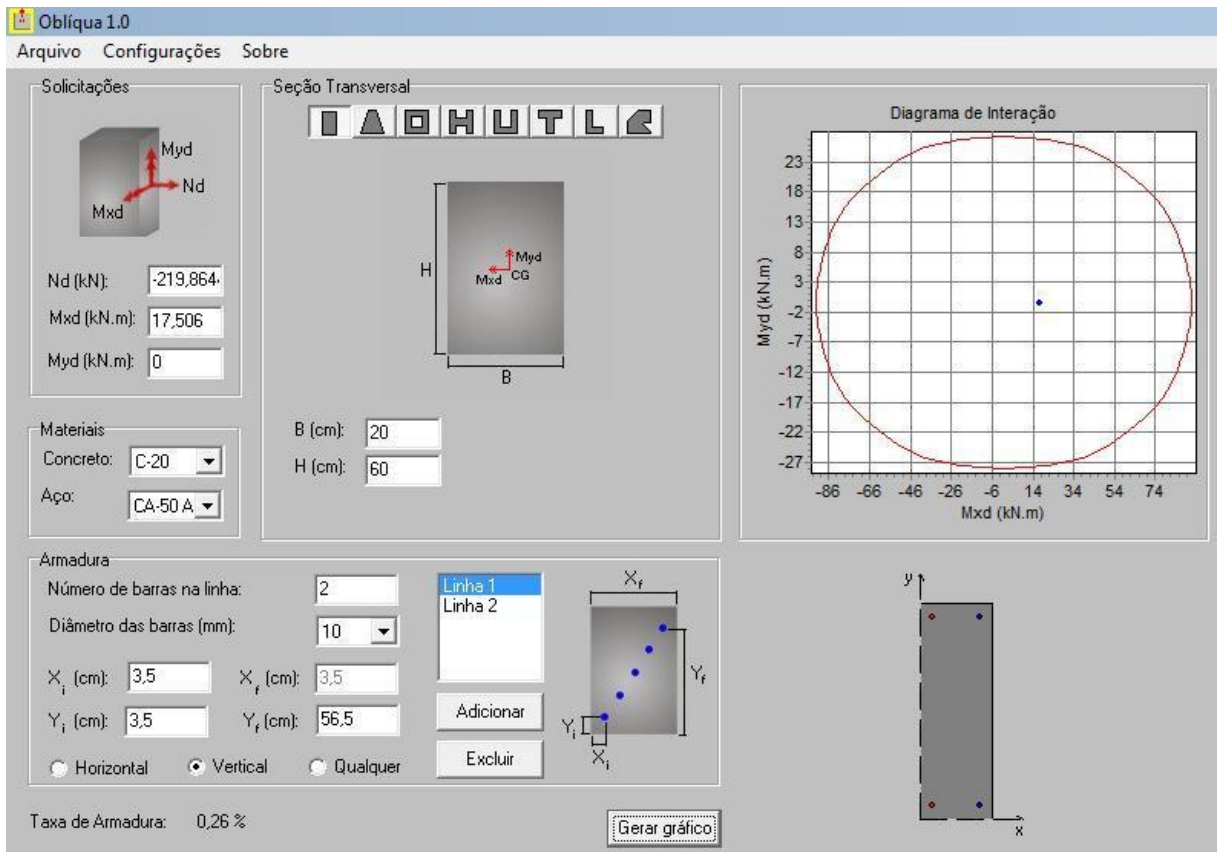 Oblíqua 1.0
Arquivo Configurações Sobre
Solicitações
Myd
Nd
Mxd
Nd (kN): -219,864
Mxd (kN.m): 17,506
Myd (kN.m): 0
Materiais
Concreto: C-20
Aço: CA-50 A
Seção Transversal
H
Myd
Mxd CG
B
B (cm): 20
H (cm): 60
Diagrama de Interação
Myd (kN.m)
23
18
13
8
3
-2
-7
-12
-17
-22
-27
-86 -66 -46 -26 -6 14 34 54 74
Mxd (kN.m)
Armadura
Número de barras na linha: 2
Diâmetro das barras (mm): 10
Xi (cm): 3,5 Xf (cm): 3,5
Yi (cm): 3,5 Yf (cm): 56,5
Horizontal Vertical Qualquer
Linha 1
Linha 2
Adicionar
Excluir
Xf
Yf
Yi
Xi
Taxa de Armadura: 0,26 %
Gerar gráfico
y
x